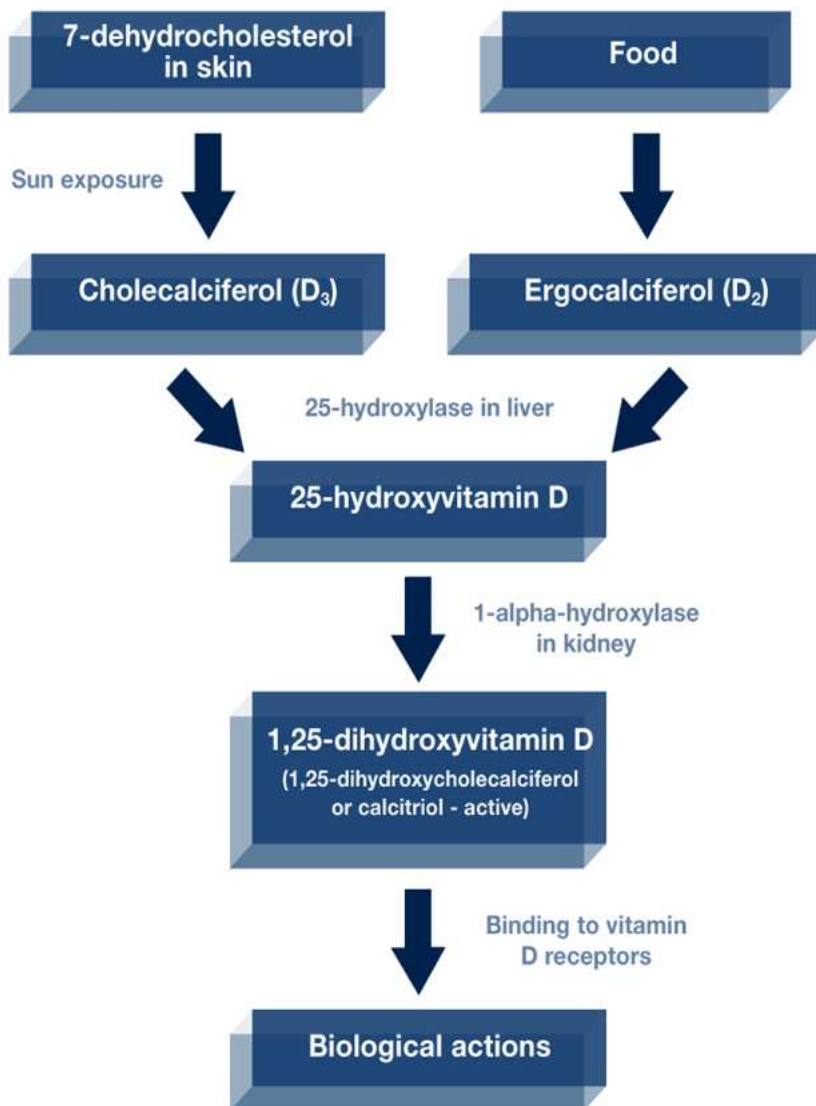 7-dehydrocholesterol
in skin
Food
Sun exposure
Cholecalciferol (D₃)
Ergocalciferol (D₂)
25-hydroxylase in liver
25-hydroxyvitamin D
1-alpha-hydroxylase
in kidney
1,25-dihydroxyvitamin D
(1,25-dihydroxycholecalciferol
or calcitriol - active)
Binding to vitamin
D receptors
Biological actions